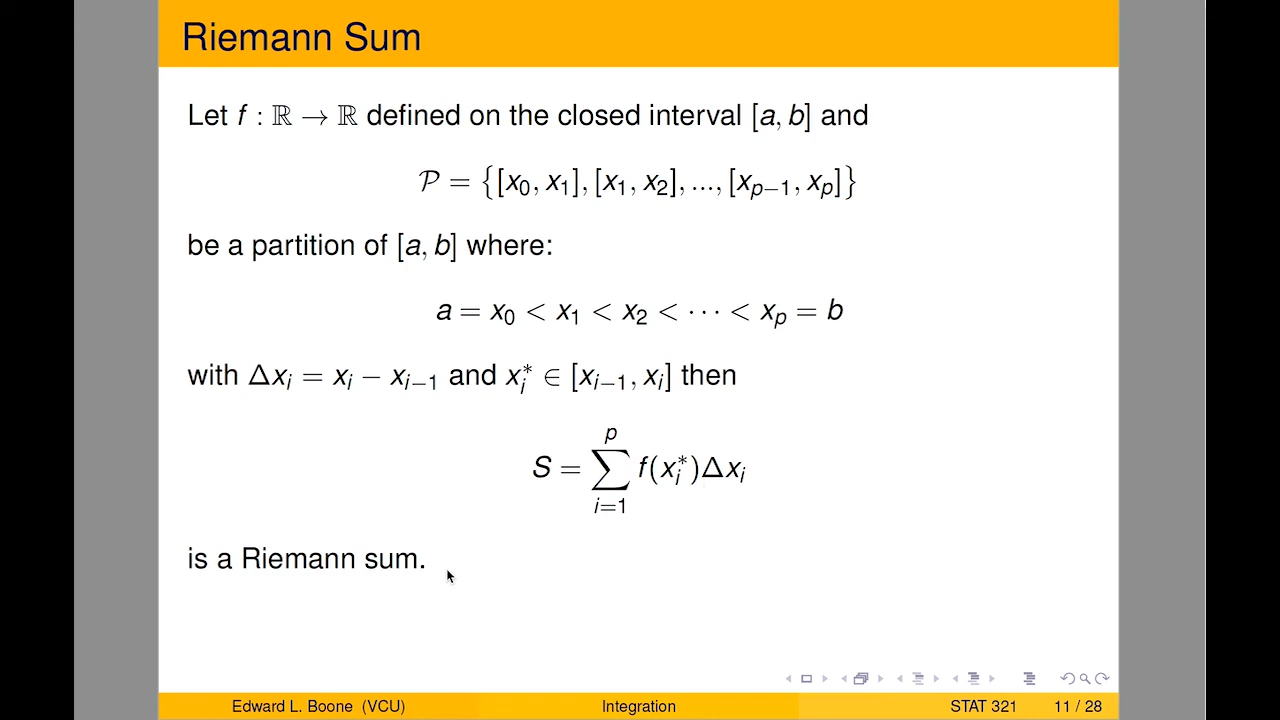 Riemann Sum
Let f : ℝ → ℝ defined on the closed interval [a, b] and
𝒫 = {[x₀, x₁], [x₁, x₂], ..., [xₚ₋₁, xₚ]}
be a partition of [a, b] where:
a = x₀ < x₁ < x₂ < ⋯ < xₚ = b
with Δxᵢ = xᵢ − xᵢ₋₁ and xᵢ* ∈ [xᵢ₋₁, xᵢ] then
p
S = ∑ f(xᵢ*)Δxᵢ
i=1
is a Riemann sum.
Edward L. Boone (VCU) Integration STAT 321 11 / 28